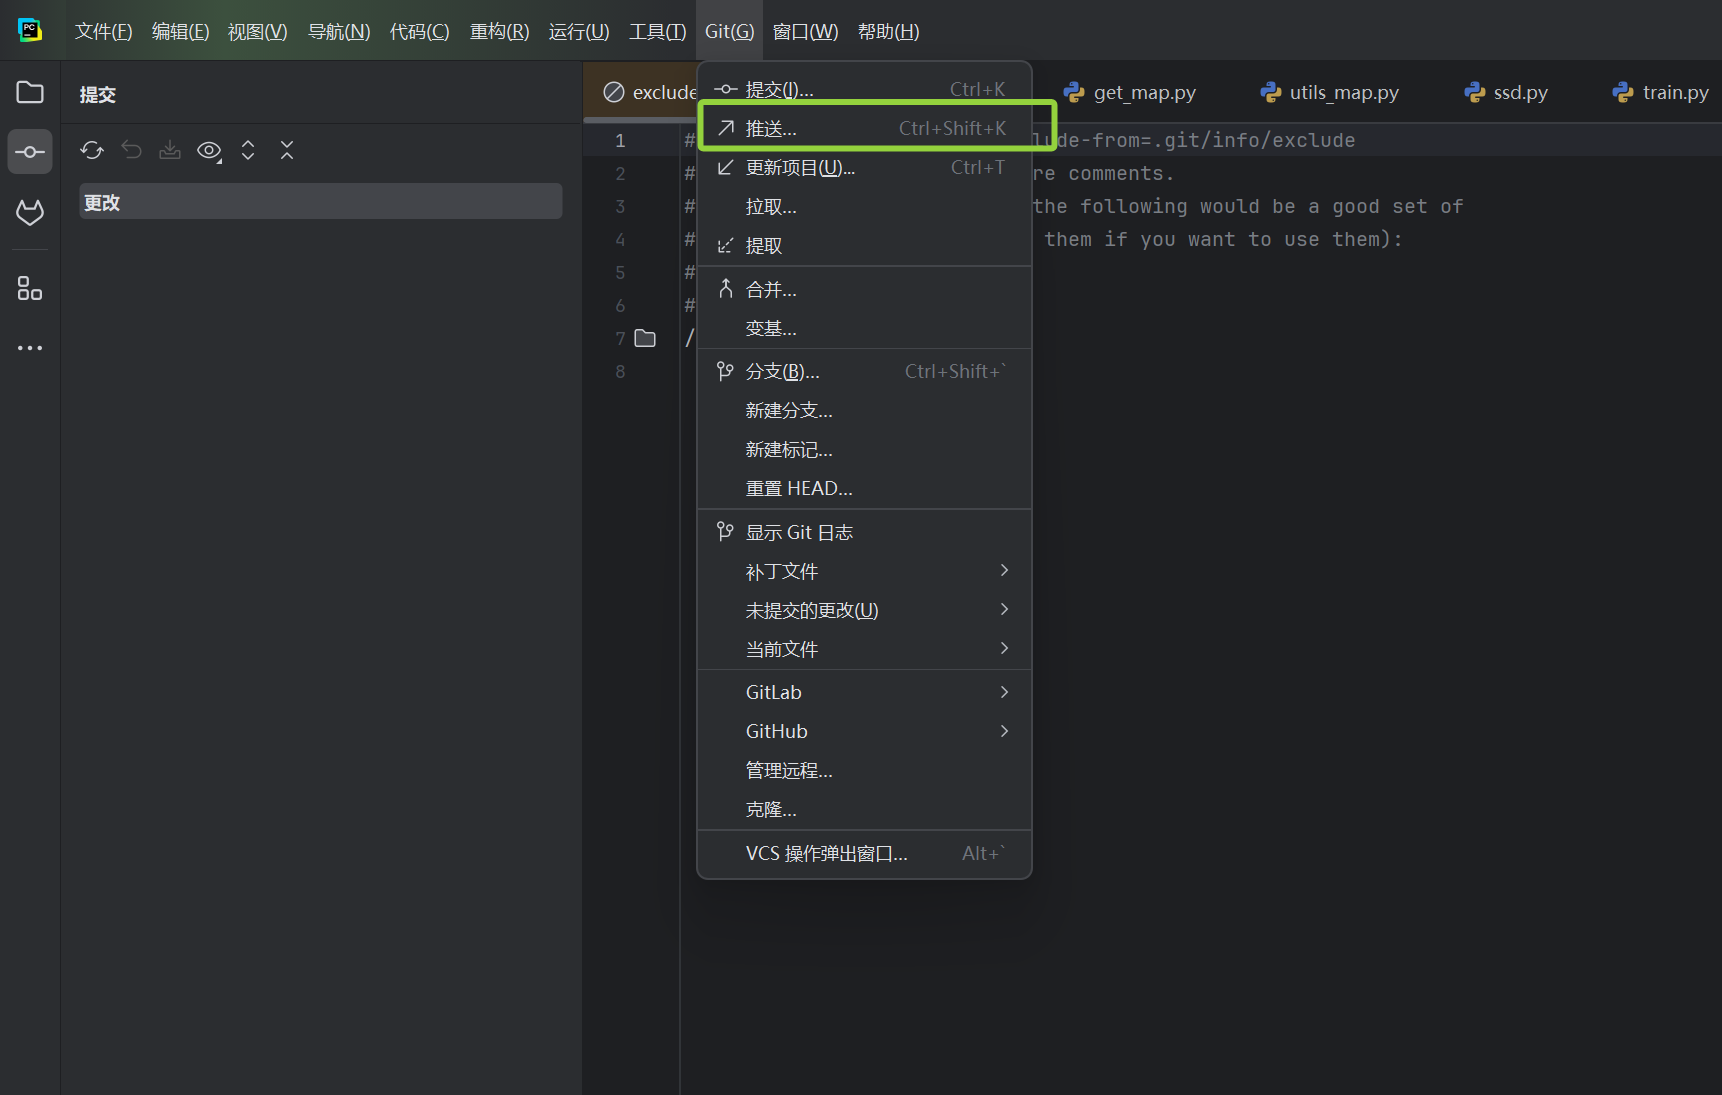 PC
文件(F) 编辑(E) 视图(V) 导航(N) 代码(C) 重构(R) 运行(U) 工具(T) Git(G) 窗口(W) 帮助(H)
提交
更改
exclude
get_map.py
utils_map.py
ssd.py
train.py
提交(I)... Ctrl+K
推送... Ctrl+Shift+K
更新项目(U)... Ctrl+T
拉取...
提取
合并...
变基...
分支(B)... Ctrl+Shift+`
新建分支...
新建标记...
重置 HEAD...
显示 Git 日志
补丁文件
未提交的更改(U)
当前文件
GitLab
GitHub
管理远程...
克隆...
VCS 操作弹出窗口... Alt+`
1 # lude-from=.git/info/exclude
2 # re comments.
3 # the following would be a good set of
4 # them if you want to use them):
5 #
6 #
7 /
8